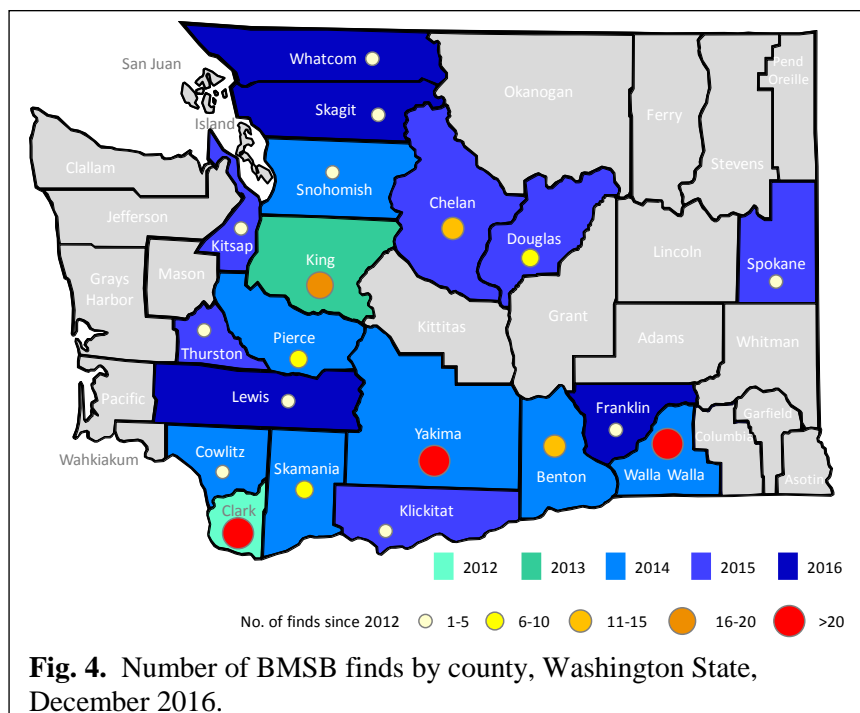 Whatcom
San Juan
Pend
Oreille
Skagit
Okanogan
Ferry
Island
Stevens
Clallam
Snohomish
Chelan
Jefferson
Kitsap
Douglas
Lincoln
King
Spokane
Grays
Harbor
Mason
Kittitas
Grant
Adams
Whitman
Pierce
Thurston
Pacific
Lewis
Franklin
Garfield
Columbia
Yakima
Wahkiakum
Cowlitz
Skamania
Benton
Walla Walla
Asotin
Clark
Klickitat
2012 2013 2014 2015 2016
No. of finds since 2012 1-5 6-10 11-15 16-20 >20
Fig. 4. Number of BMSB finds by county, Washington State,
December 2016.